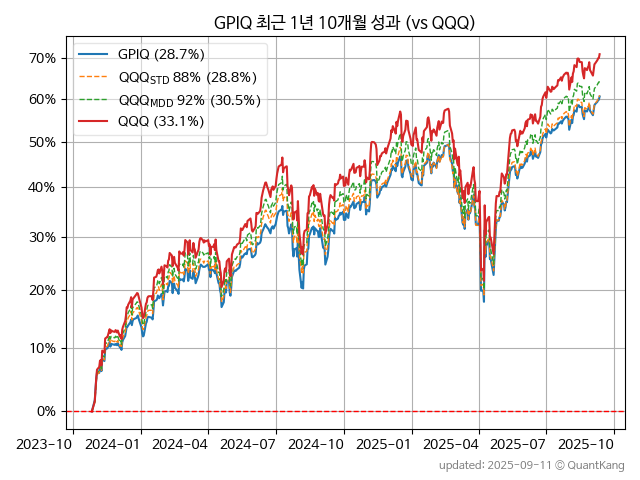 GPIQ 최근 1년 10개월 성과 (vs QQQ)
GPIQ (28.7%)
QQQSTD 88% (28.8%)
QQQMDD 92% (30.5%)
QQQ (33.1%)
70%
60%
50%
40%
30%
20%
10%
0%
2023-10 2024-01 2024-04 2024-07 2024-10 2025-01 2025-04 2025-07 2025-10
updated: 2025-09-11 © QuantKang